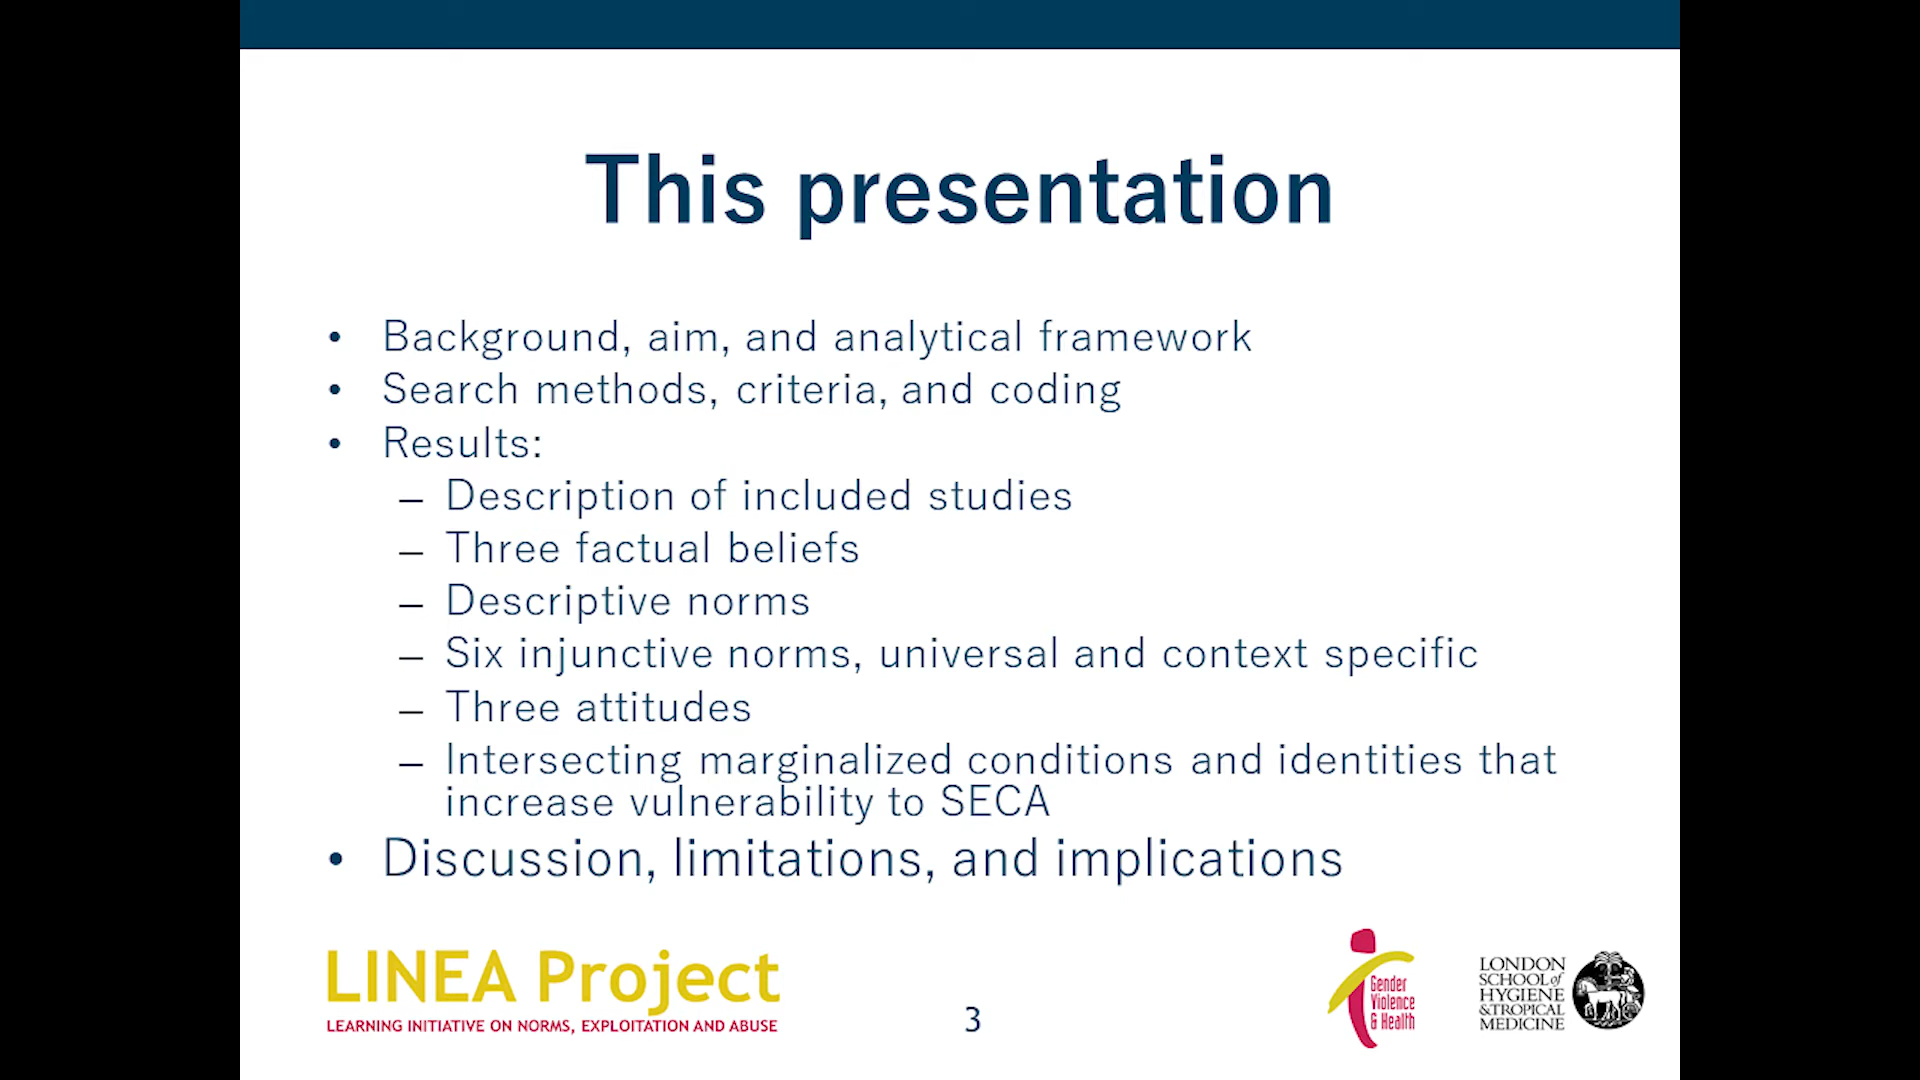 This presentation
• Background, aim, and analytical framework
• Search methods, criteria, and coding
• Results:
– Description of included studies
– Three factual beliefs
– Descriptive norms
– Six injunctive norms, universal and context specific
– Three attitudes
– Intersecting marginalized conditions and identities that
increase vulnerability to SECA
• Discussion, limitations, and implications
LINEA Project
LEARNING INITIATIVE ON NORMS, EXPLOITATION AND ABUSE
3
Gender
Violence
& Health
LONDON
SCHOOL of
HYGIENE
& TROPICAL
MEDICINE